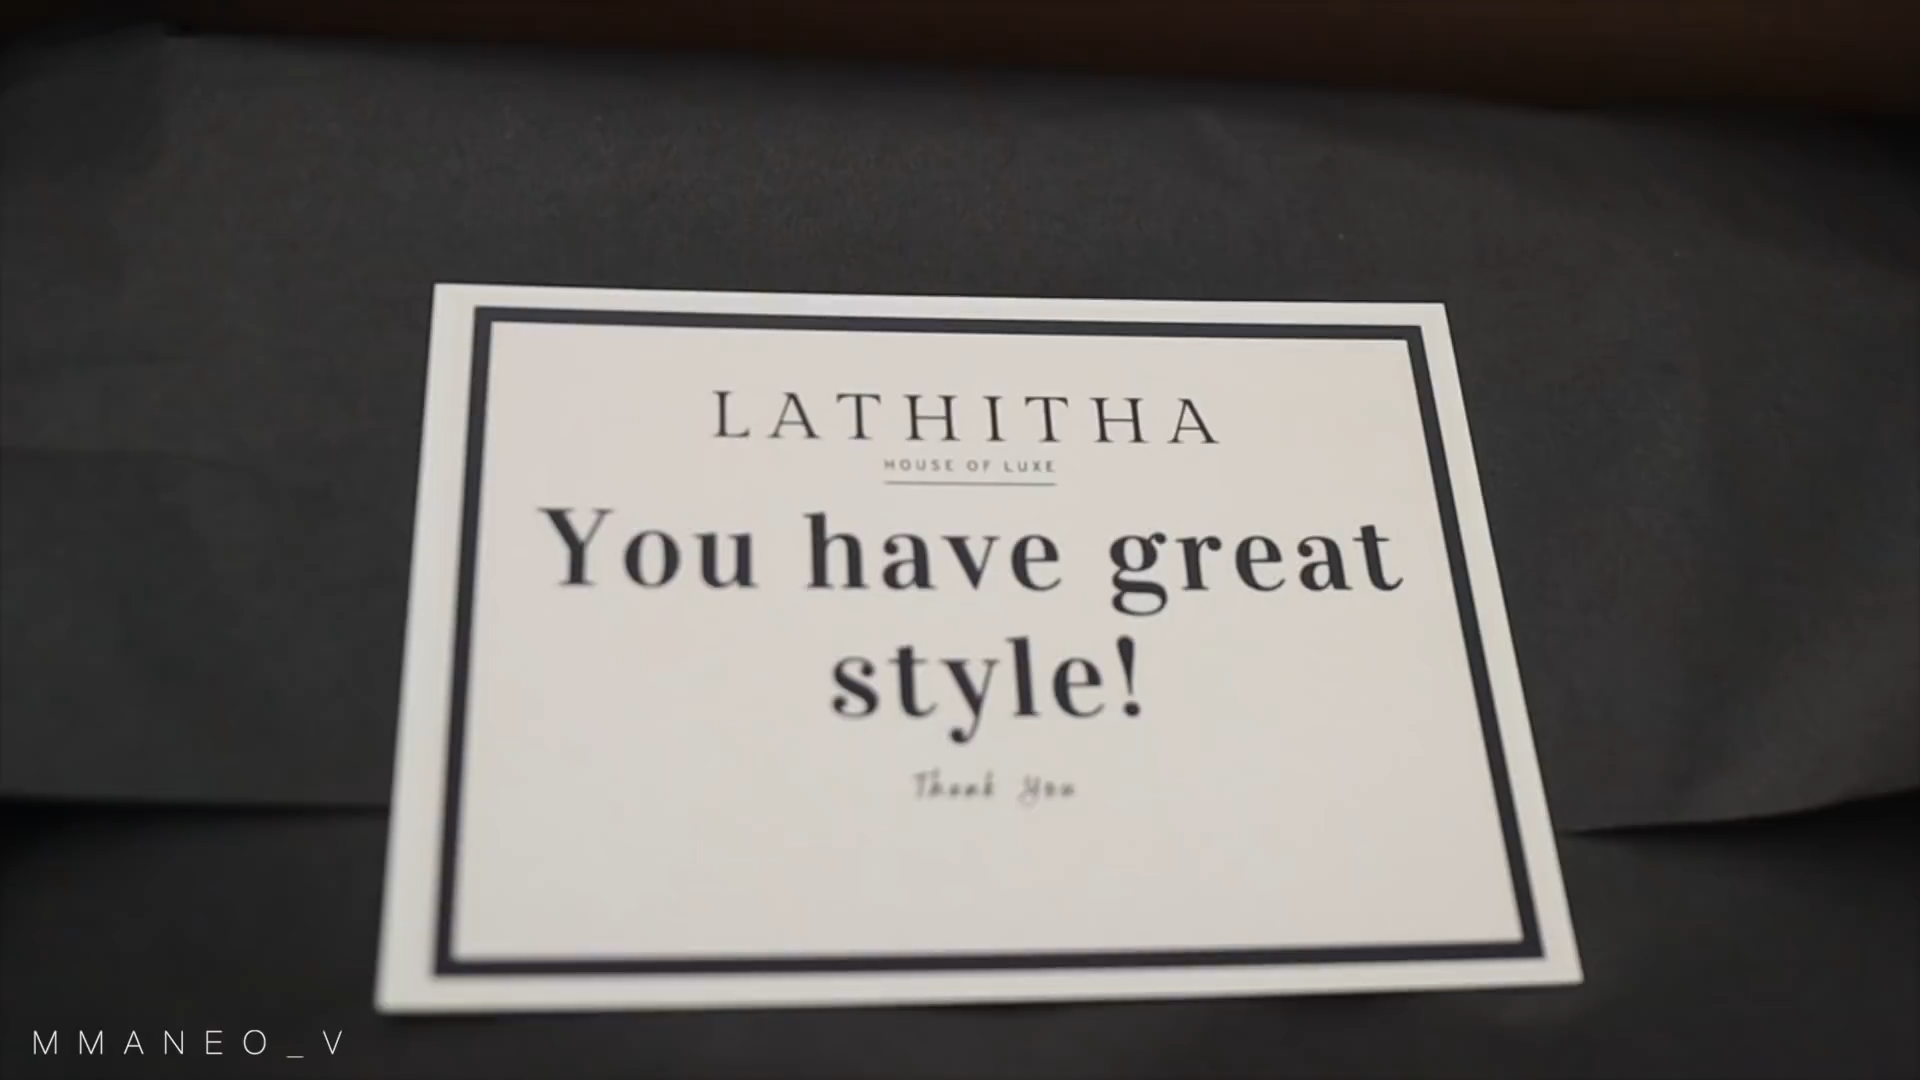 LATHITHA
HOUSE OF LUXE
You have great
style!
Thank You
MMANEO_V